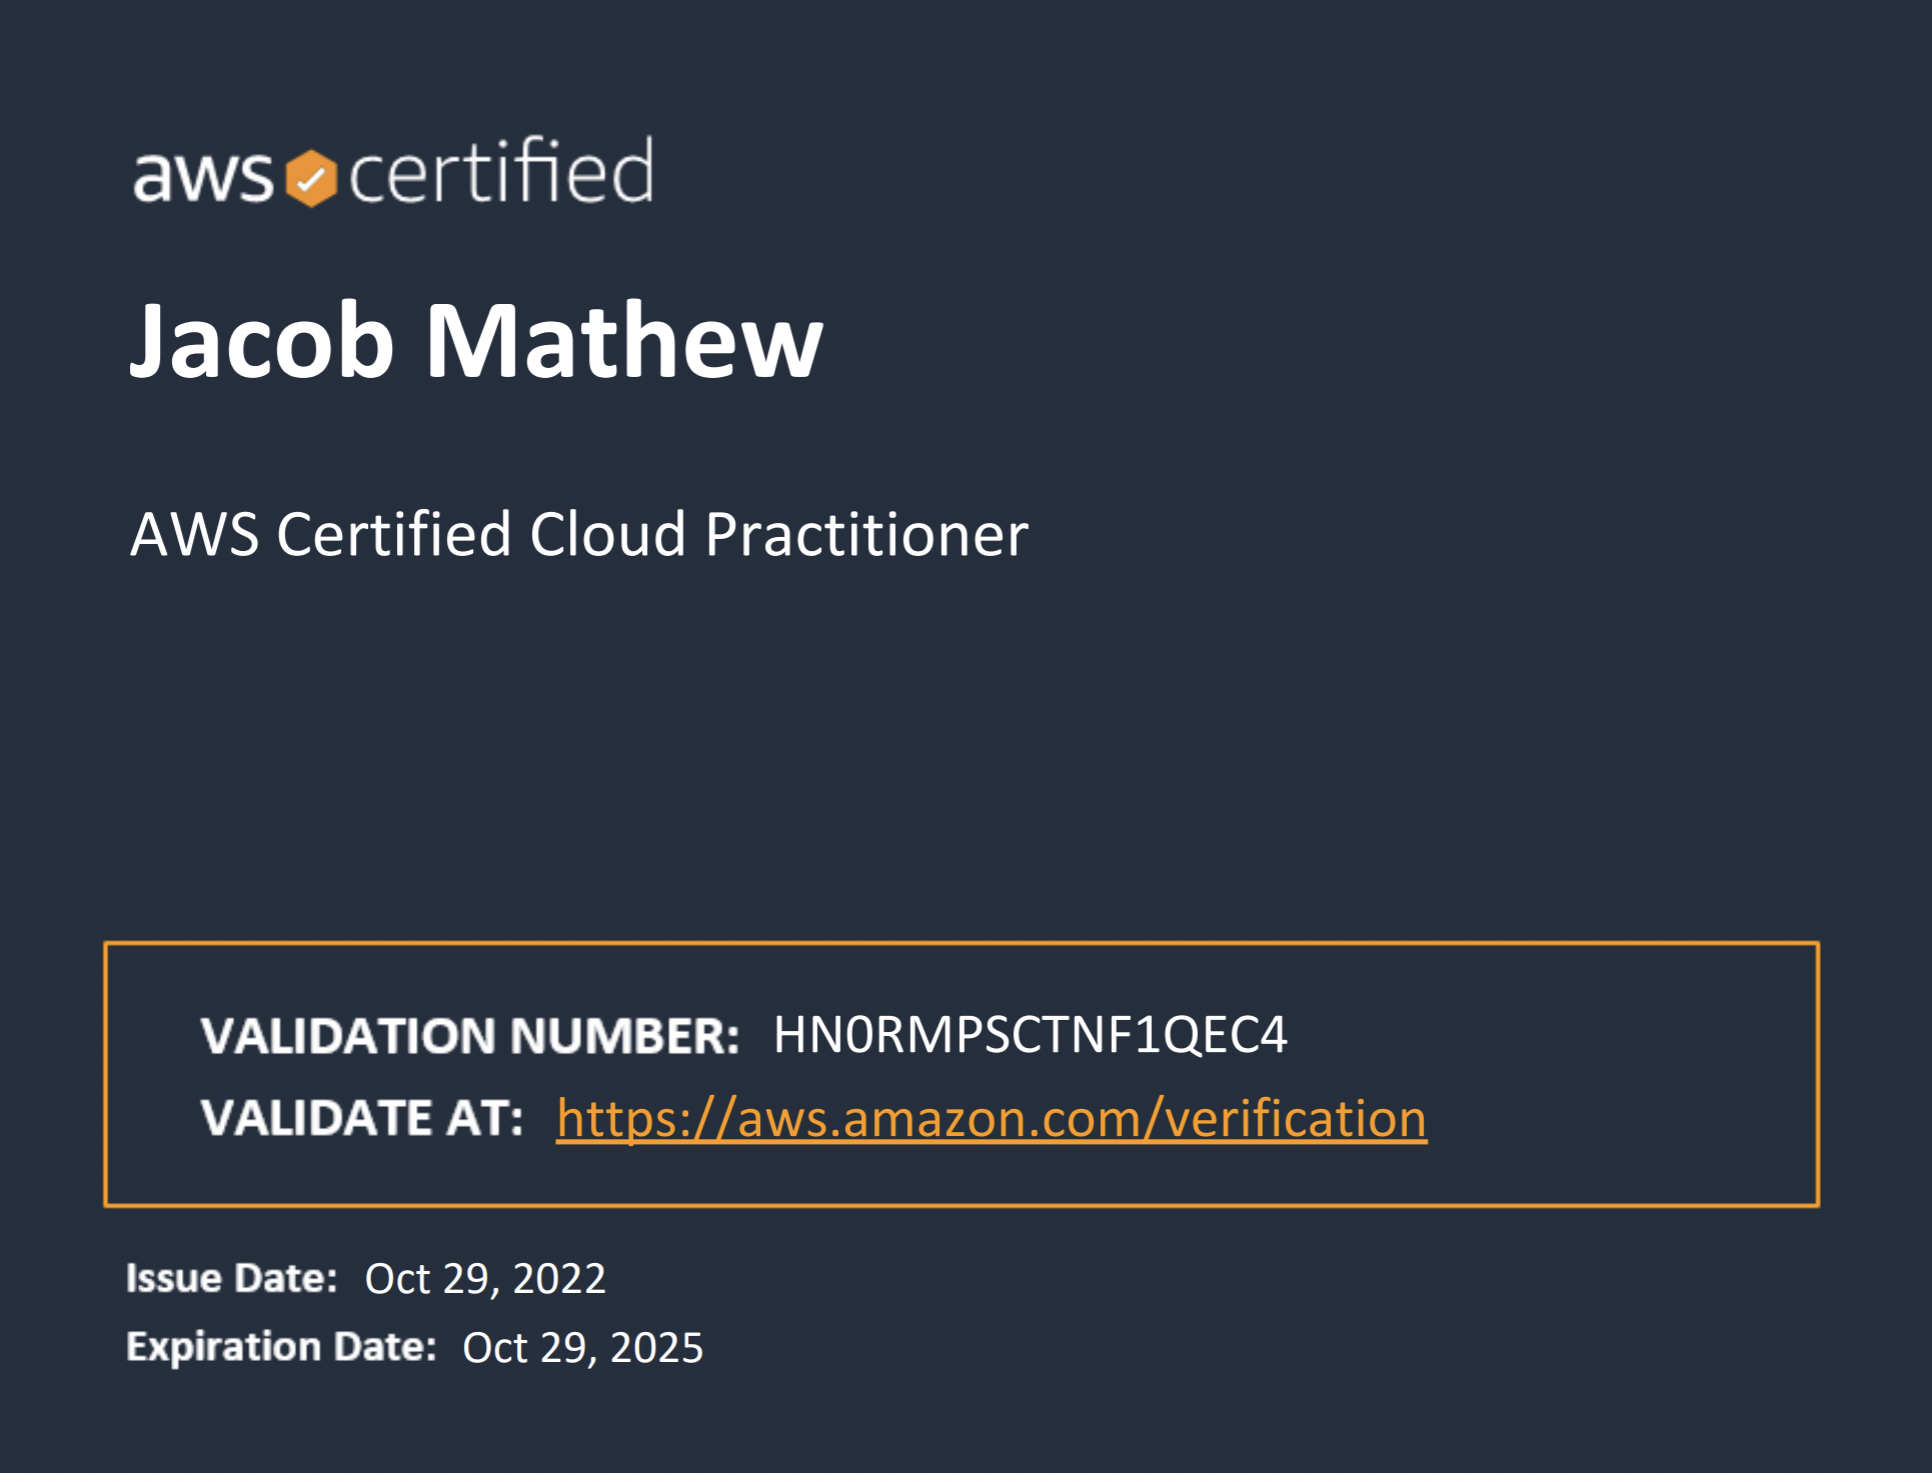 aws certified
Jacob Mathew
AWS Certified Cloud Practitioner
VALIDATION NUMBER: HN0RMPSCTNF1QEC4
VALIDATE AT: https://aws.amazon.com/verification
Issue Date: Oct 29, 2022
Expiration Date: Oct 29, 2025